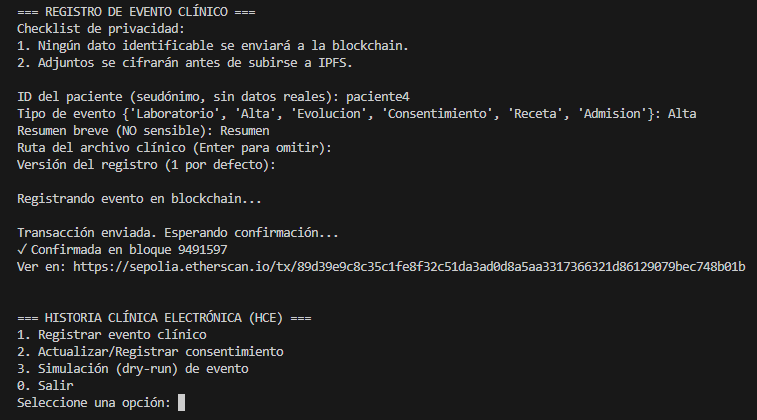 === REGISTRO DE EVENTO CLÍNICO ===
Checklist de privacidad:
1. Ningún dato identificable se enviará a la blockchain.
2. Adjuntos se cifrarán antes de subirse a IPFS.
ID del paciente (seudónimo, sin datos reales): paciente4
Tipo de evento {'Laboratorio', 'Alta', 'Evolucion', 'Consentimiento', 'Receta', 'Admision'}: Alta
Resumen breve (NO sensible): Resumen
Ruta del archivo clínico (Enter para omitir):
Versión del registro (1 por defecto):
Registrando evento en blockchain...
Transacción enviada. Esperando confirmación...
✓ Confirmada en bloque 9491597
Ver en: https://sepolia.etherscan.io/tx/89d39e9c8c35c1fe8f32c51da3ad0d8a5aa3317366321d86129079bec748b01b
=== HISTORIA CLÍNICA ELECTRÓNICA (HCE) ===
1. Registrar evento clínico
2. Actualizar/Registrar consentimiento
3. Simulación (dry-run) de evento
0. Salir
Seleccione una opción: